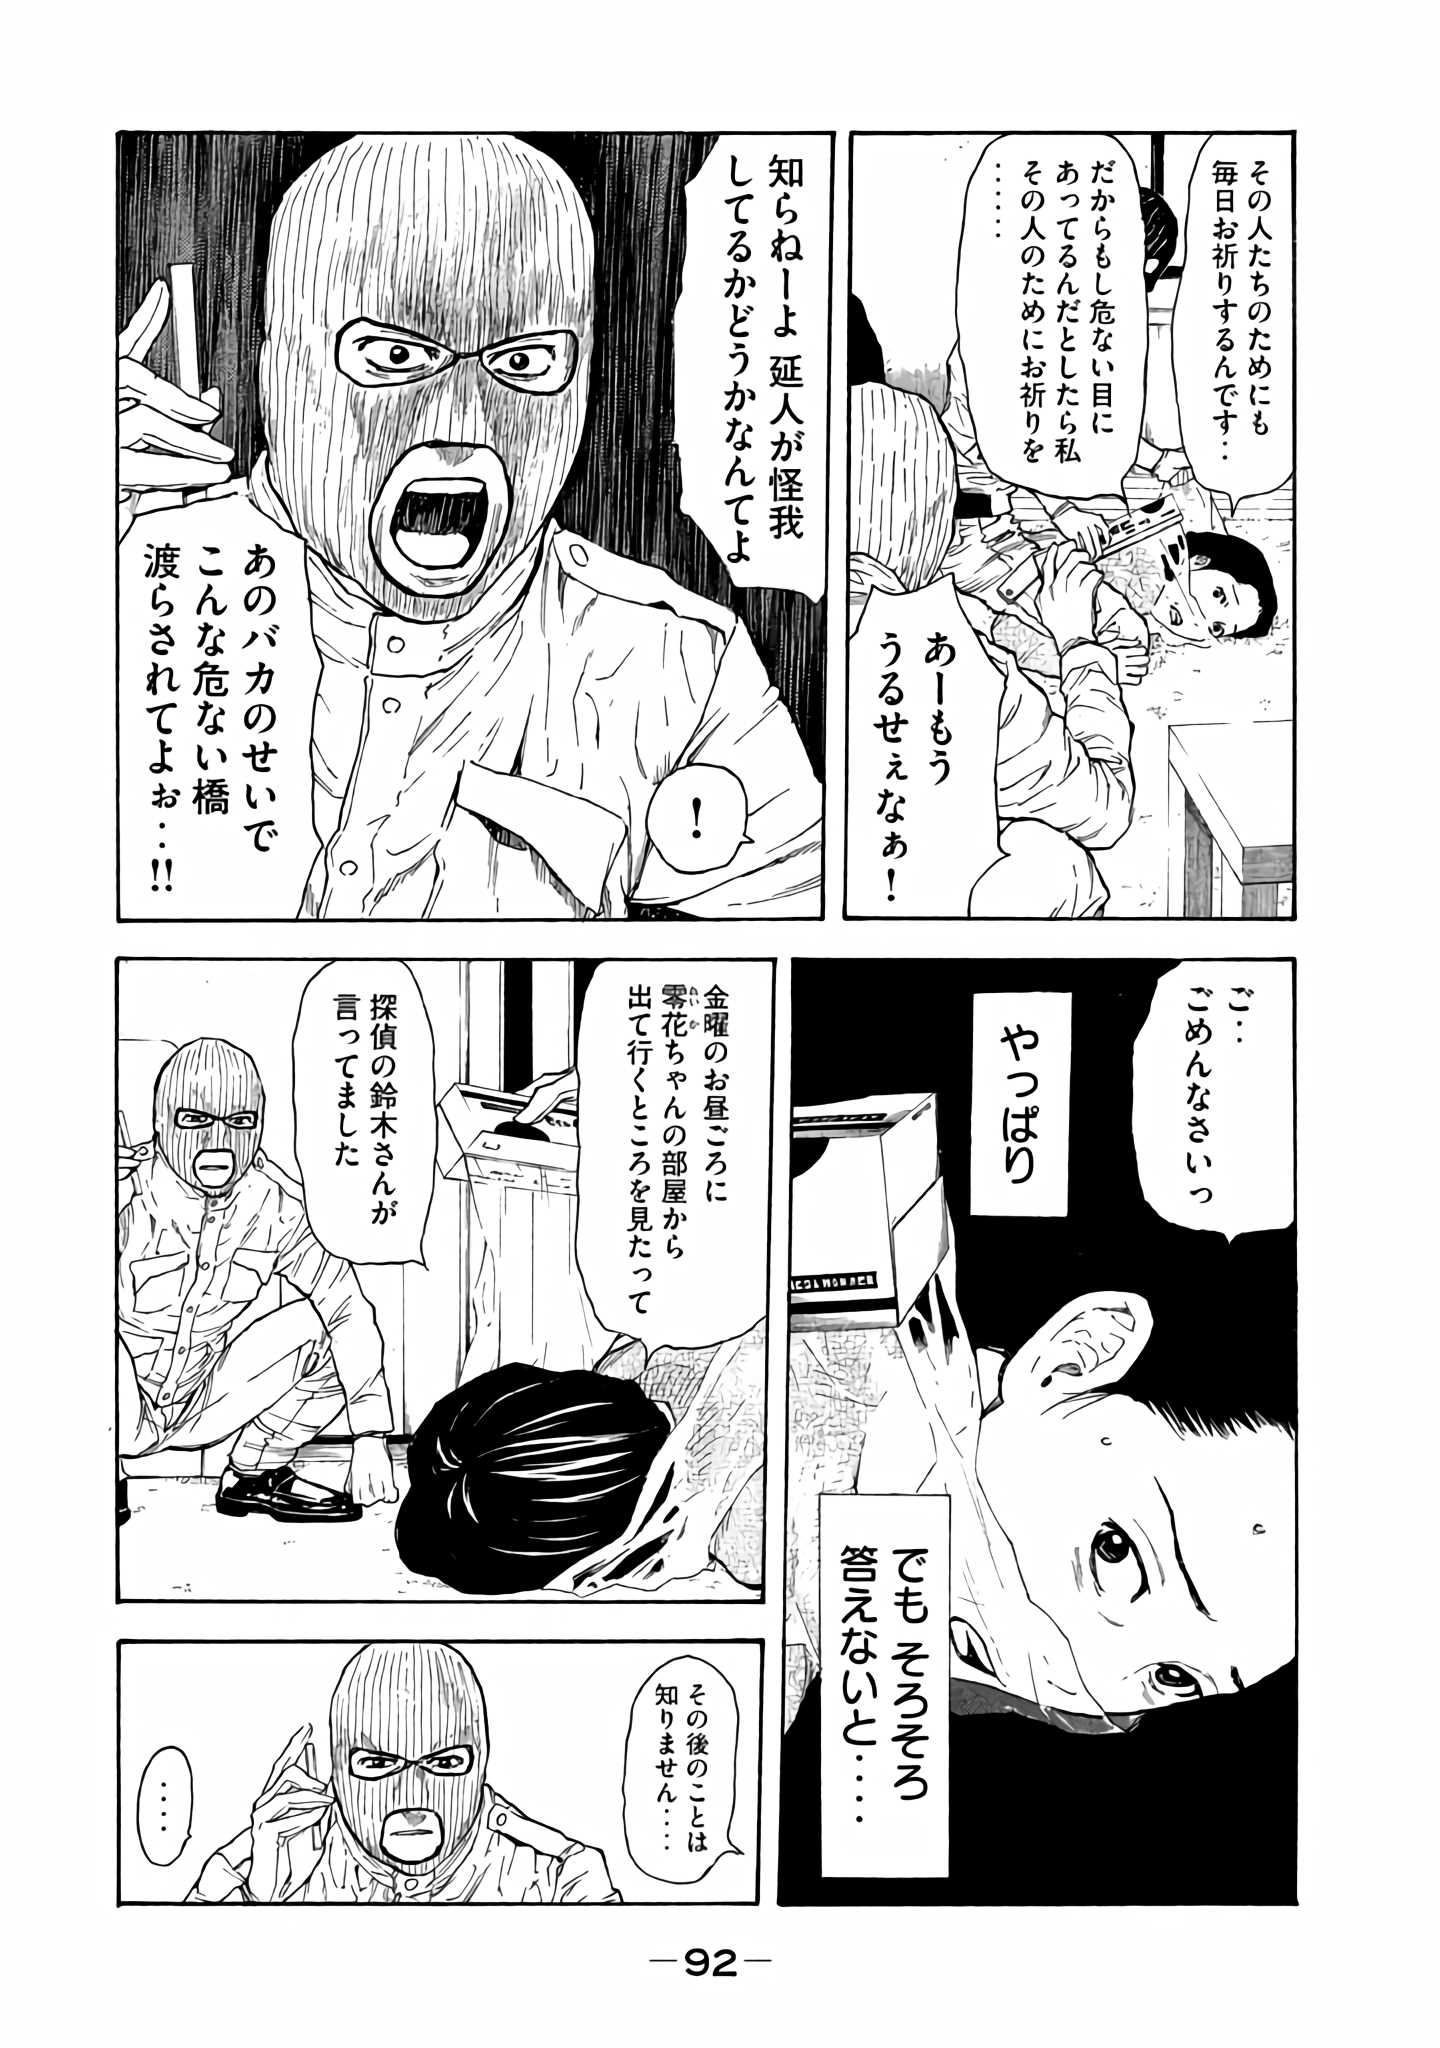 その人たちのためにも
毎日お祈りするんです‥
だからもし危ない目に
あってるんだとしたら私
その人のためにお祈りを
‥‥‥
あーもう
うるせぇなぁ!
知らねーよ 延人が怪我
してるかどうかなんてよ
!
あのバカのせいで
こんな危ない橋
渡らされてよぉ‥!!
ご‥
ごめんなさいっ
やっぱり
でも そろそろ
答えないと‥‥
金曜のお昼ごろに
零花ちゃんの部屋から
れいか
出て行くところを見たって
探偵の鈴木さんが
言ってました
その後のことは
知りません‥‥
‥‥
—92—